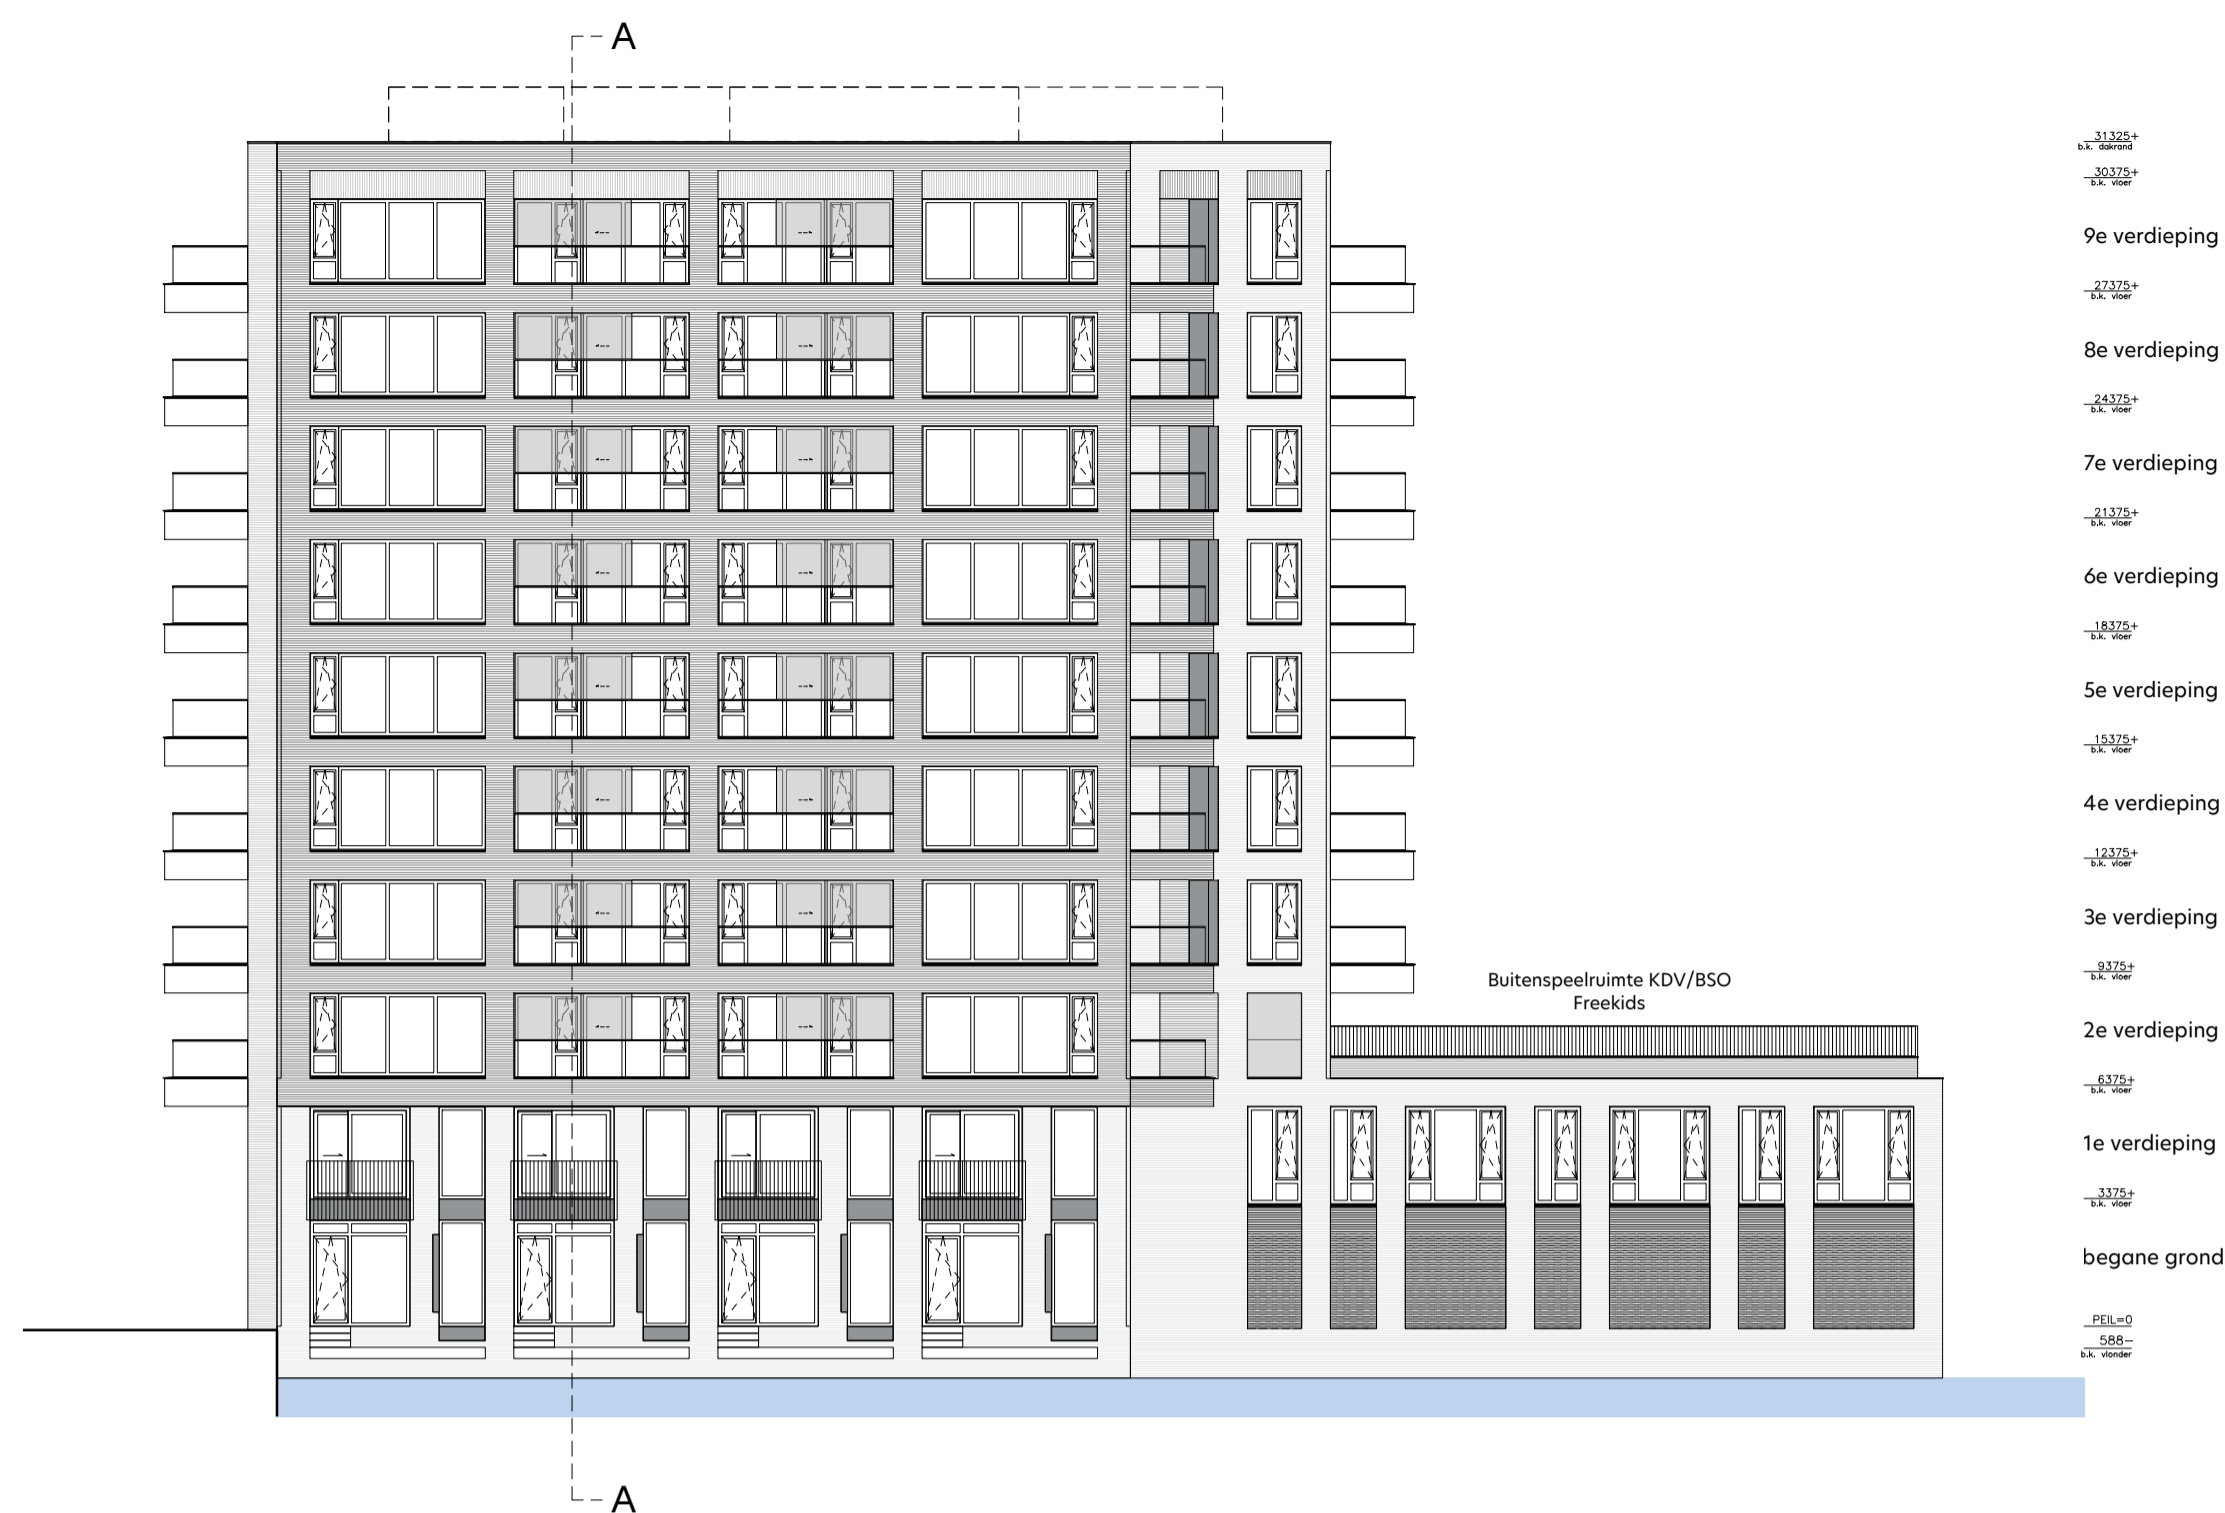 A
31325+
b.k. dakrand
30375+
b.k. vloer
9e verdieping
27375+
b.k. vloer
8e verdieping
24375+
b.k. vloer
7e verdieping
21375+
b.k. vloer
6e verdieping
18375+
b.k. vloer
5e verdieping
15375+
b.k. vloer
4e verdieping
12375+
b.k. vloer
3e verdieping
9375+
b.k. vloer
Buitenspeelruimte KDV/BSO
Freekids
2e verdieping
6375+
b.k. vloer
1e verdieping
3375+
b.k. vloer
begane grond
PEIL=0
588-
b.k. vlonder
A